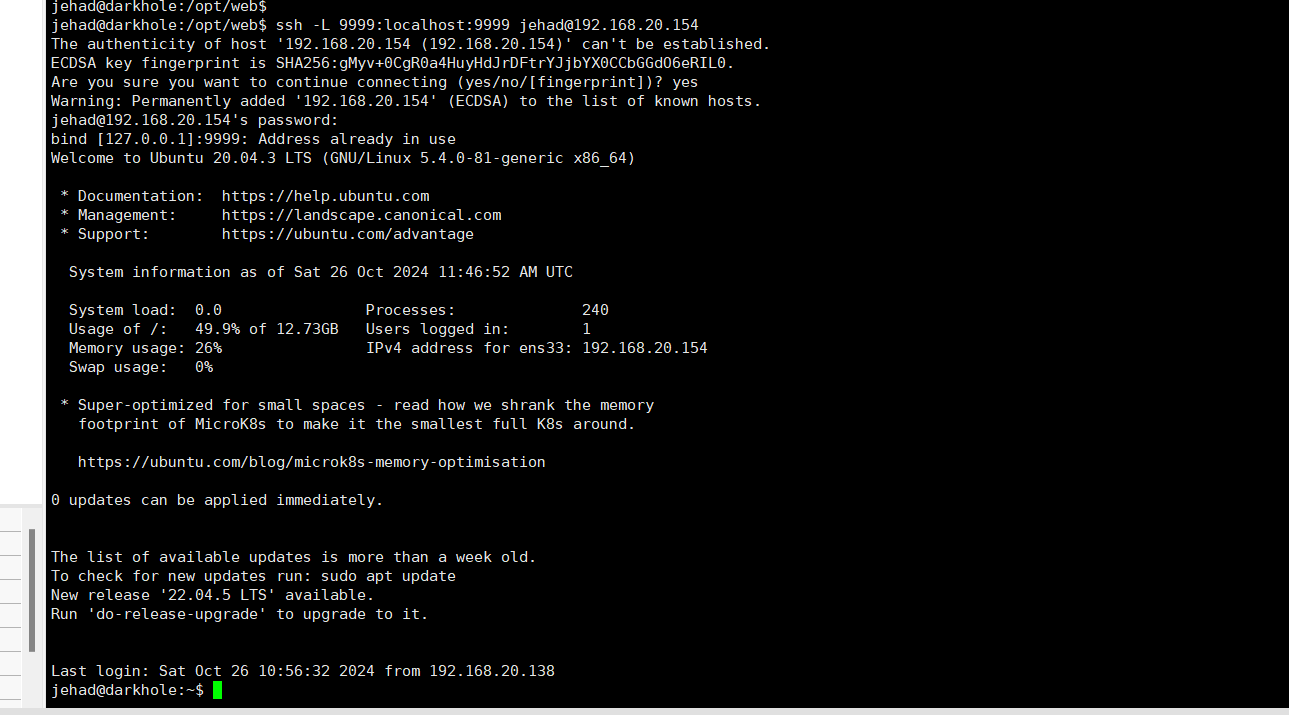 jehad@darkhole:/opt/web$
jehad@darkhole:/opt/web$ ssh -L 9999:localhost:9999 jehad@192.168.20.154
The authenticity of host '192.168.20.154 (192.168.20.154)' can't be established.
ECDSA key fingerprint is SHA256:gMyv+0CgR0a4HuyHdJrDFtrYJjbYX0CCbGGdO6eRIL0.
Are you sure you want to continue connecting (yes/no/[fingerprint])? yes
Warning: Permanently added '192.168.20.154' (ECDSA) to the list of known hosts.
jehad@192.168.20.154's password:
bind [127.0.0.1]:9999: Address already in use
Welcome to Ubuntu 20.04.3 LTS (GNU/Linux 5.4.0-81-generic x86_64)
* Documentation:  https://help.ubuntu.com
* Management:     https://landscape.canonical.com
* Support:        https://ubuntu.com/advantage
System information as of Sat 26 Oct 2024 11:46:52 AM UTC
System load:  0.0                Processes:              240
Usage of /:   49.9% of 12.73GB   Users logged in:        1
Memory usage: 26%                IPv4 address for ens33: 192.168.20.154
Swap usage:   0%
* Super-optimized for small spaces - read how we shrank the memory
footprint of MicroK8s to make it the smallest full K8s around.
https://ubuntu.com/blog/microk8s-memory-optimisation
0 updates can be applied immediately.
The list of available updates is more than a week old.
To check for new updates run: sudo apt update
New release '22.04.5 LTS' available.
Run 'do-release-upgrade' to upgrade to it.
Last login: Sat Oct 26 10:56:32 2024 from 192.168.20.138
jehad@darkhole:~$